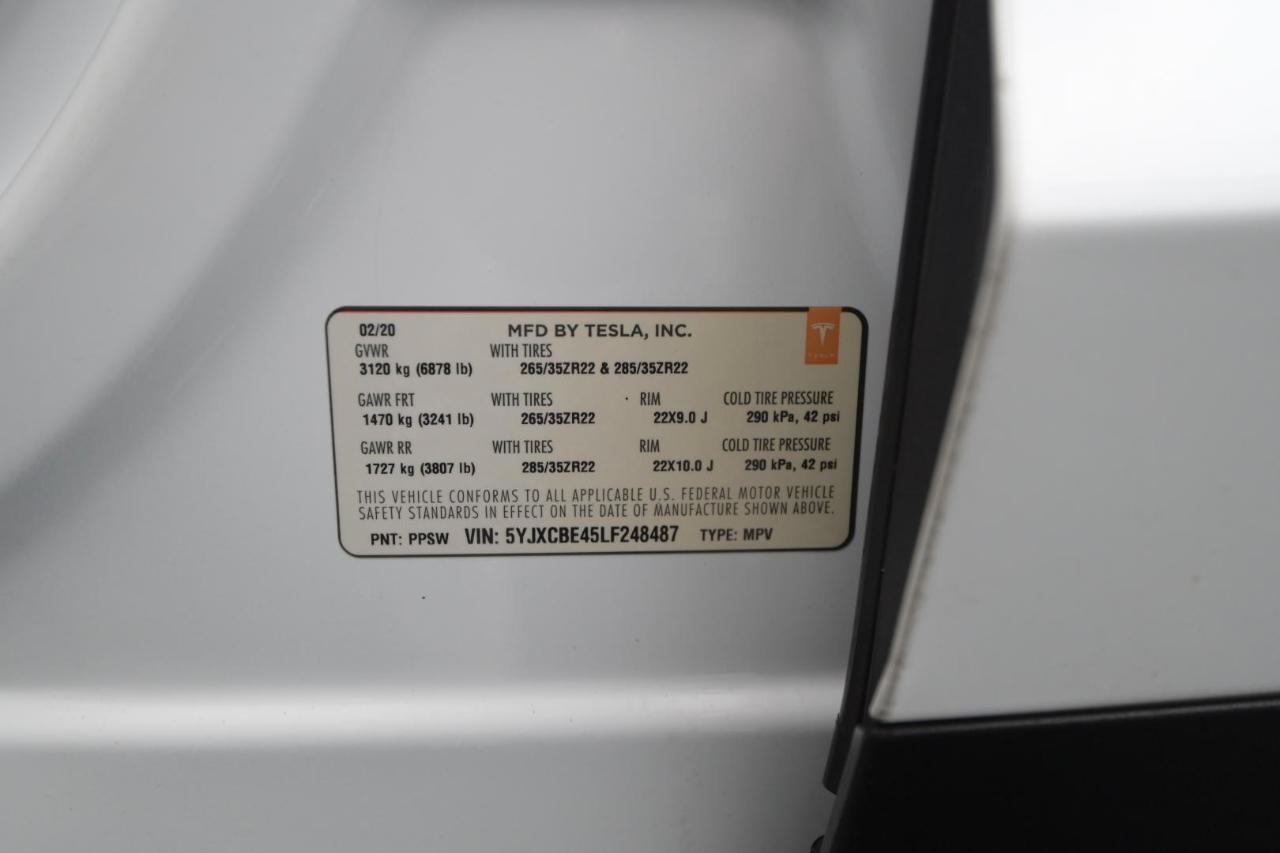 02/20 MFD BY TESLA, INC.
TESLA
GVWR WITH TIRES
3120 kg (6878 lb) 265/35ZR22 & 285/35ZR22
GAWR FRT WITH TIRES RIM COLD TIRE PRESSURE
1470 kg (3241 lb) 265/35ZR22 22X9.0 J 290 kPa, 42 psi
GAWR RR WITH TIRES RIM COLD TIRE PRESSURE
1727 kg (3807 lb) 285/35ZR22 22X10.0 J 290 kPa, 42 psi
THIS VEHICLE CONFORMS TO ALL APPLICABLE U.S. FEDERAL MOTOR VEHICLE
SAFETY STANDARDS IN EFFECT ON THE DATE OF MANUFACTURE SHOWN ABOVE.
PNT: PPSW VIN: 5YJXCBE45LF248487 TYPE: MPV